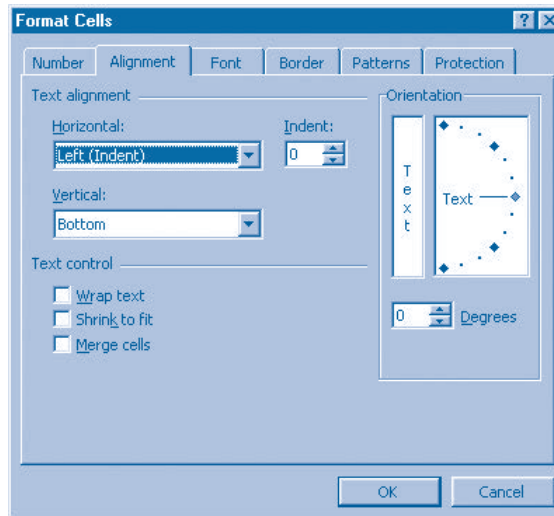 Format Cells
Number Alignment Font Border Patterns Protection
Text alignment
Horizontal: Indent:
Left (Indent) 0
Vertical:
Bottom
Text control
Wrap text
Shrink to fit
Merge cells
Orientation
Text
Text
0 Degrees
OK Cancel